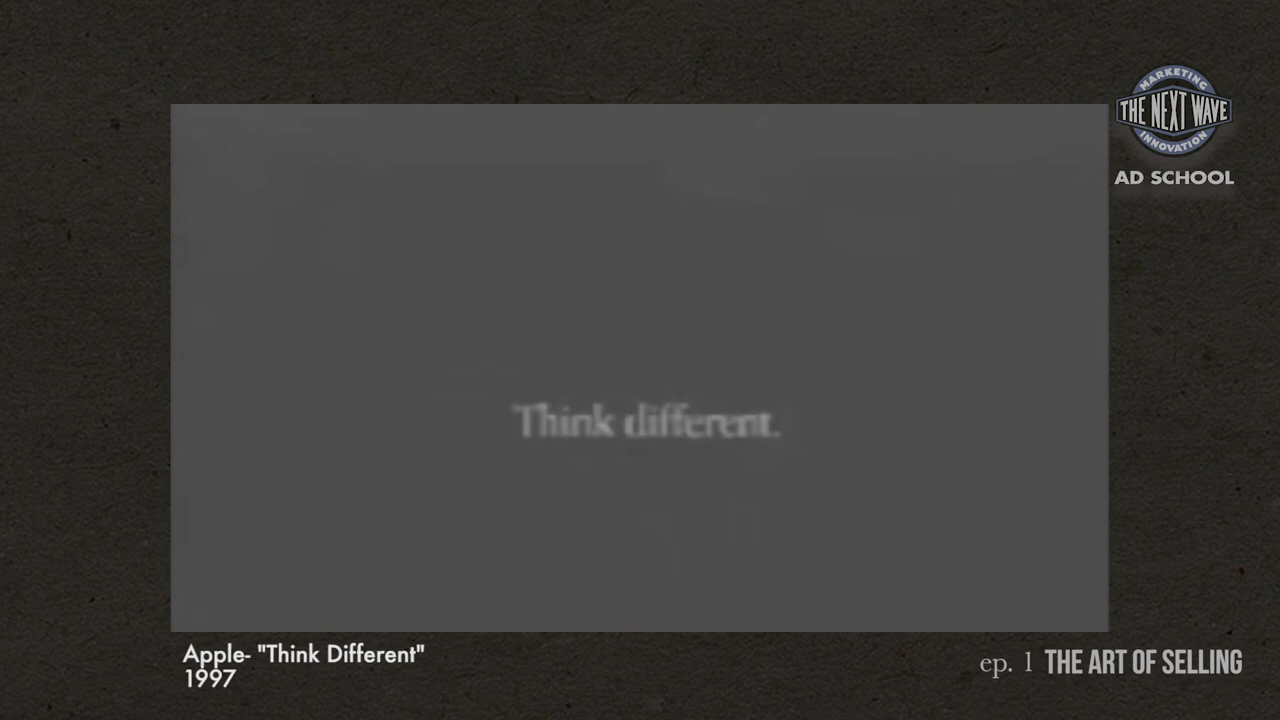 MARKETING
THE NEXT WAVE
INNOVATION
AD SCHOOL
Think different.
Apple- "Think Different"
1997
ep. 1 THE ART OF SELLING